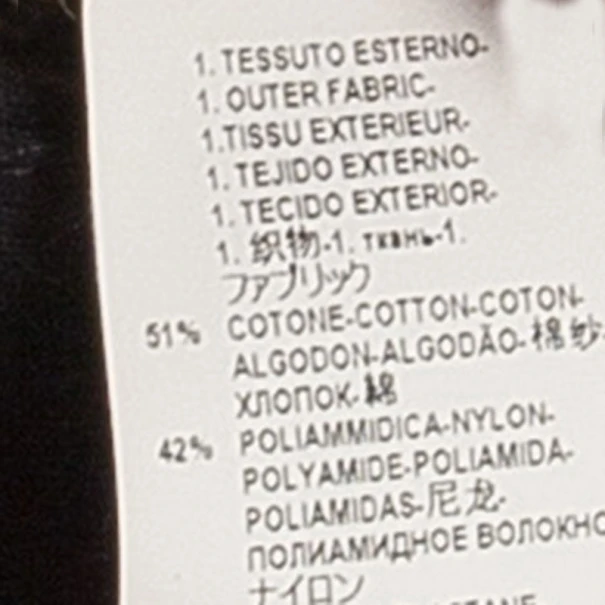 1. TESSUTO ESTERNO-
1. OUTER FABRIC-
1.TISSU EXTERIEUR-
1. TEJIDO EXTERNO-
1. TECIDO EXTERIOR-
1. 织物-1. ткань-1.
ファブリック
51% COTONE-COTTON-COTON-
ALGODON-ALGODÃO-棉纱-
ХЛОПОК-綿
42% POLIAMMIDICA-NYLON-
POLYAMIDE-POLIAMIDA-
POLIAMIDAS-尼龙-
ПОЛИАМИДНОЕ ВОЛОКНО
ナイロン